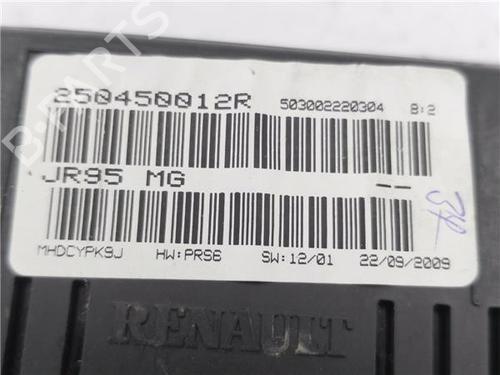 250450012R 503002220304 B:2
JR95 MG --
MHDCYPK9J HW:PRS6 SW:12/01 22/09/2009
RENAULT
B-PARTS